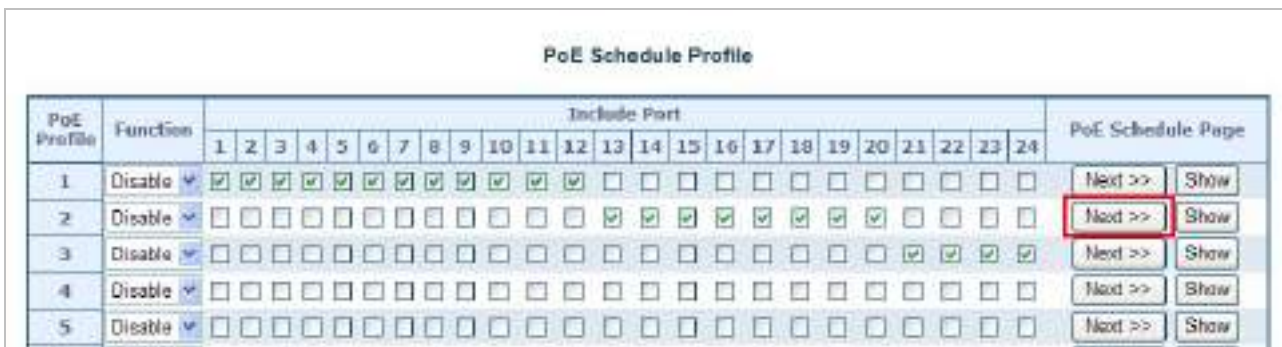 PoE Schedule Profile
PoE Profile Function Include Port PoE Schedule Page
1 2 3 4 5 6 7 8 9 10 11 12 13 14 15 16 17 18 19 20 21 22 23 24
1 Disable Next >> Show
2 Disable Next >> Show
3 Disable Next >> Show
4 Disable Next >> Show
5 Disable Next >> Show